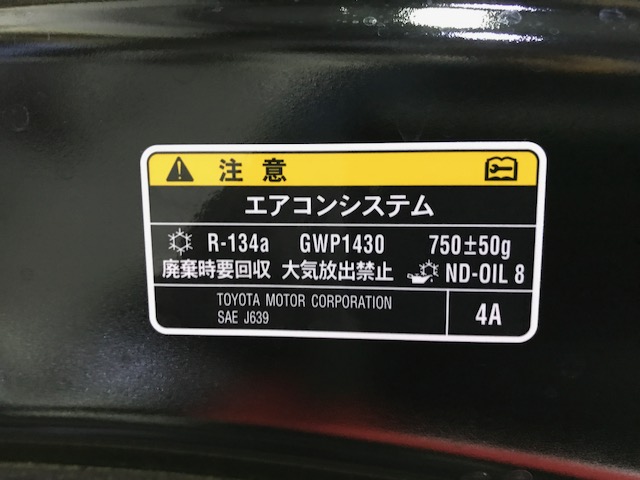 注意
エアコンシステム
R-134a GWP1430 750±50g
廃棄時要回収 大気放出禁止 ND-OIL 8
TOYOTA MOTOR CORPORATION
SAE J639
4A